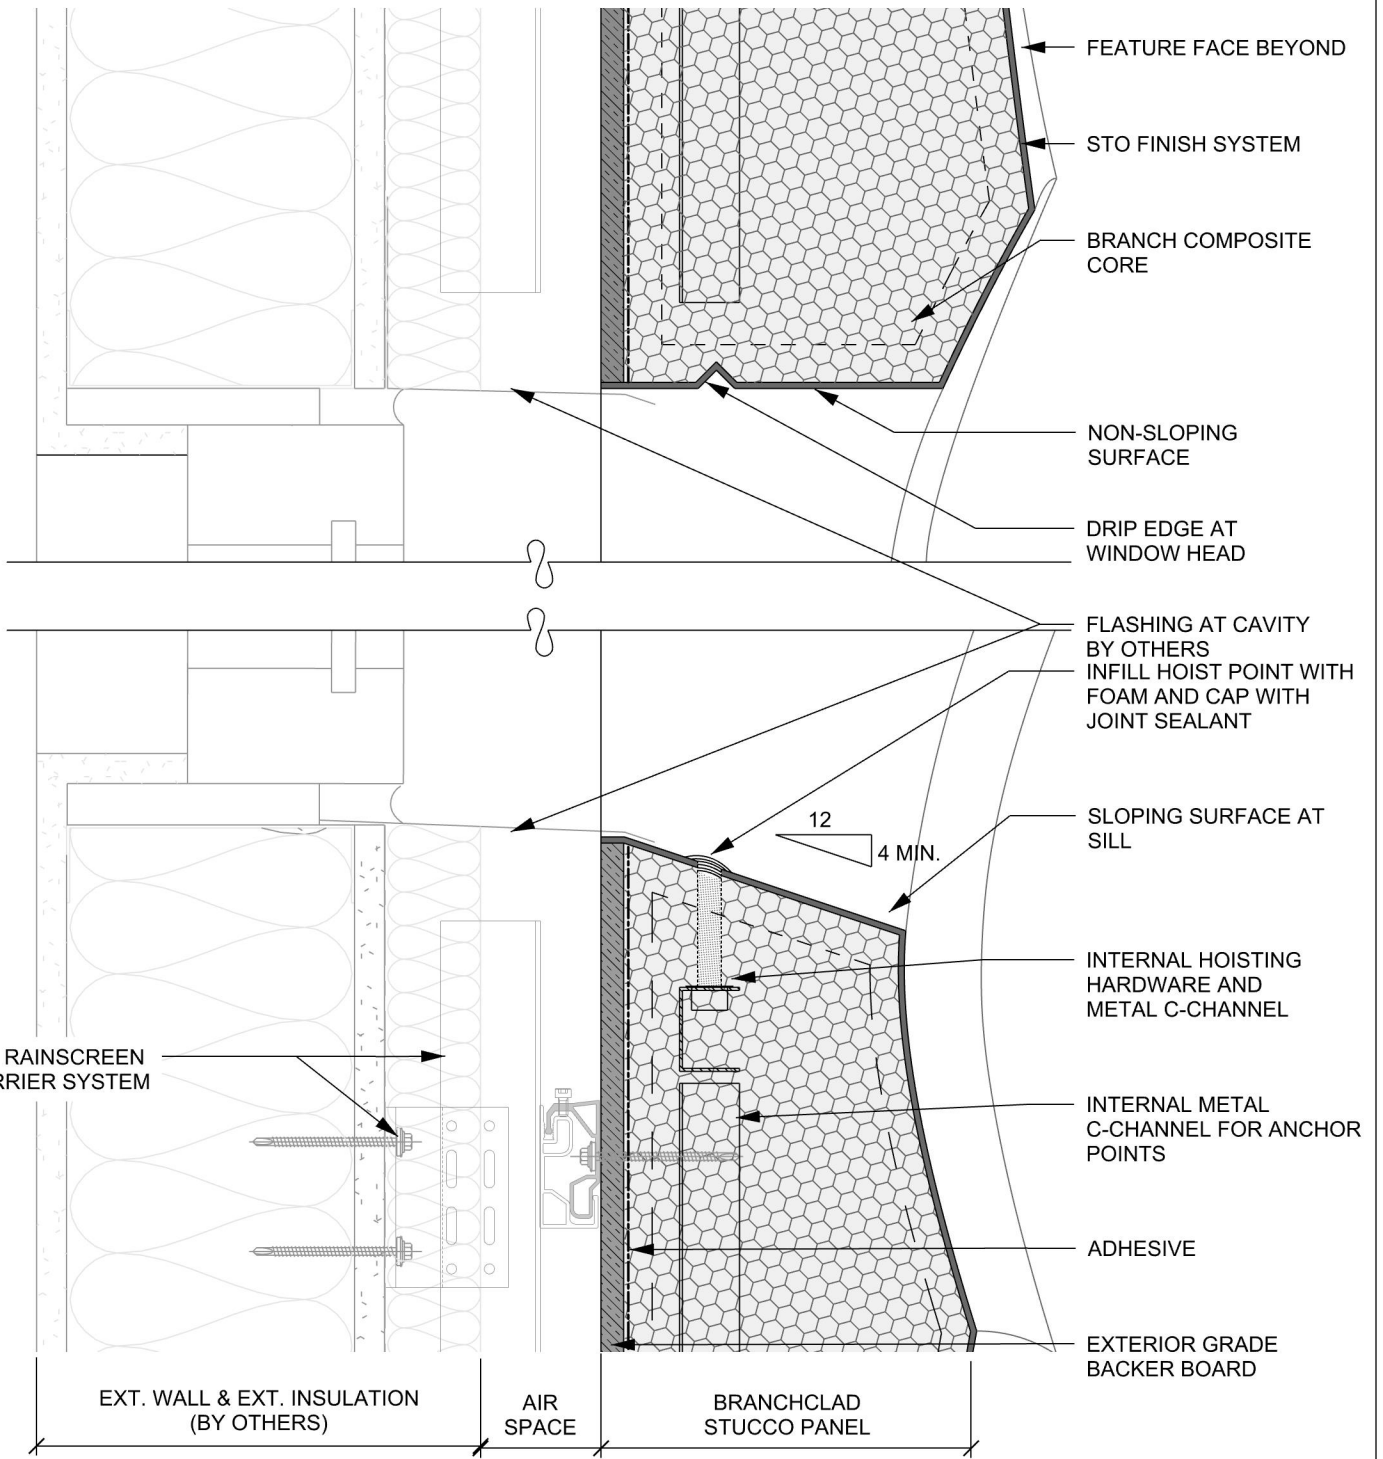 FEATURE FACE BEYOND
STO FINISH SYSTEM
BRANCH COMPOSITE
CORE
NON-SLOPING
SURFACE
DRIP EDGE AT
WINDOW HEAD
FLASHING AT CAVITY
BY OTHERS
INFILL HOIST POINT WITH
FOAM AND CAP WITH
JOINT SEALANT
12
4 MIN.
SLOPING SURFACE AT
SILL
INTERNAL HOISTING
HARDWARE AND
METAL C-CHANNEL
RAINSCREEN
RRIER SYSTEM
INTERNAL METAL
C-CHANNEL FOR ANCHOR
POINTS
ADHESIVE
EXTERIOR GRADE
BACKER BOARD
EXT. WALL & EXT. INSULATION
(BY OTHERS)
AIR
SPACE
BRANCHCLAD
STUCCO PANEL